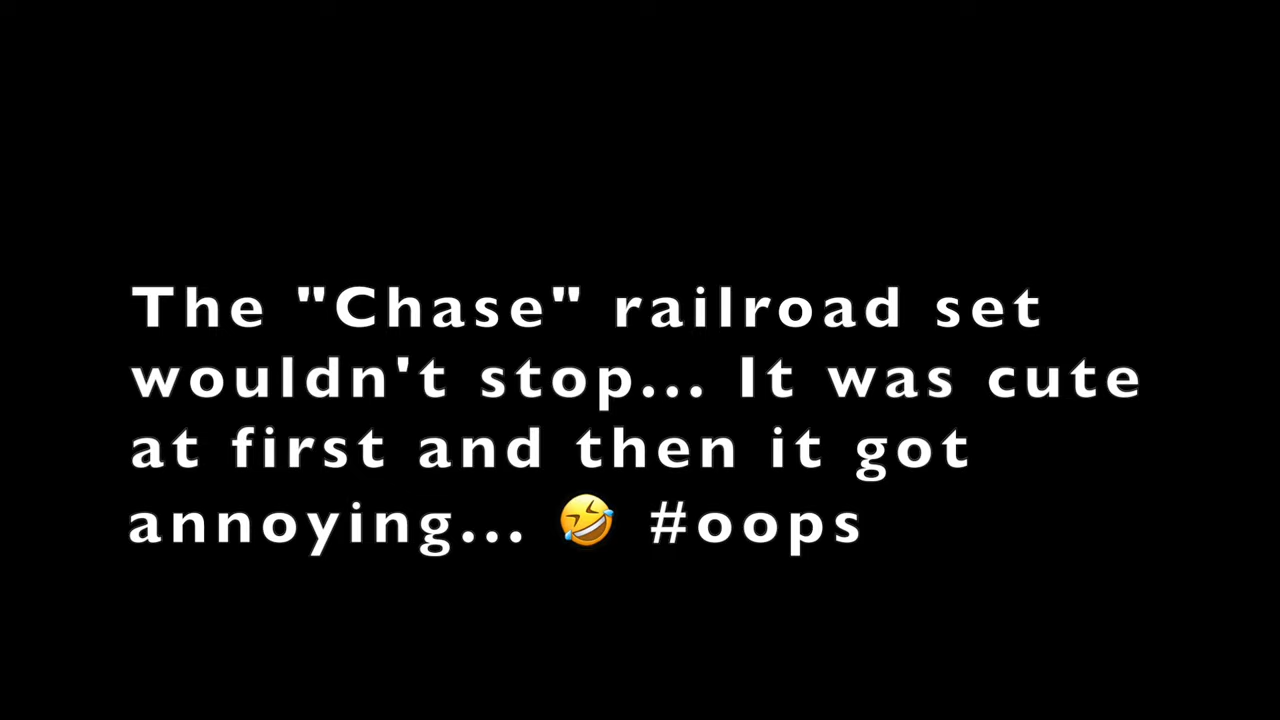 The "Chase" railroad set
wouldn't stop... It was cute
at first and then it got
annoying... 🤣 #oops